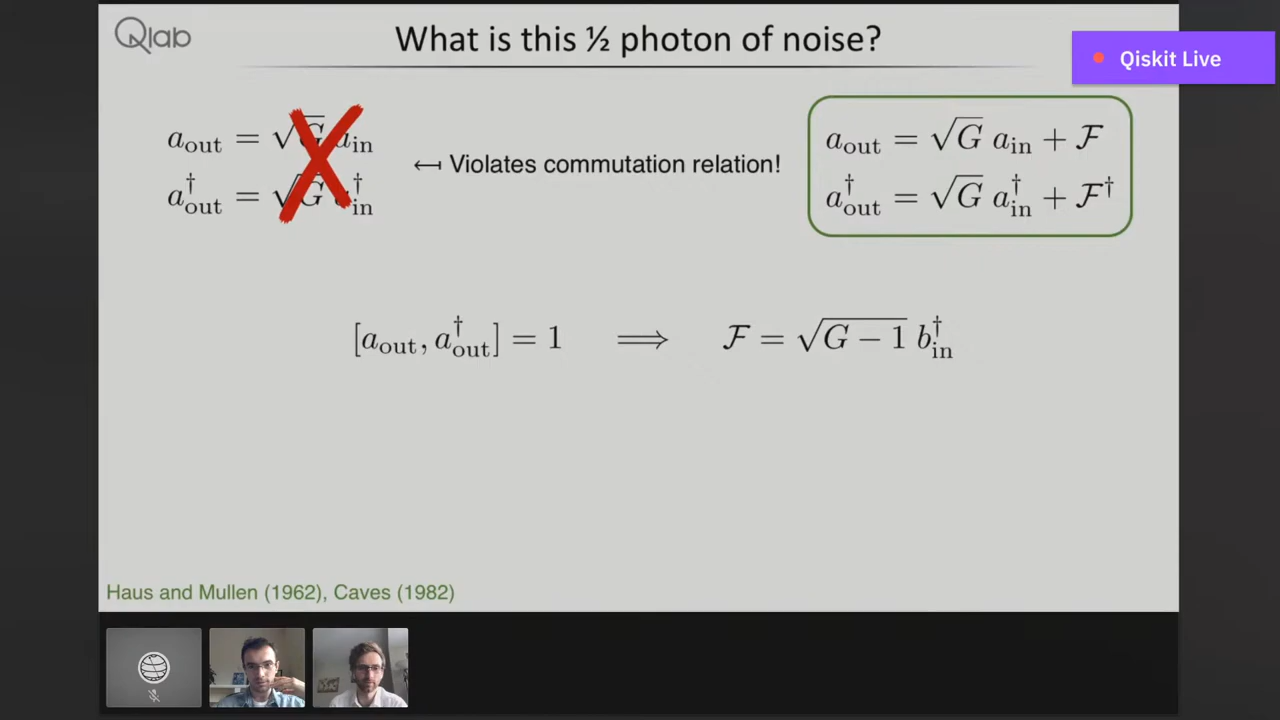 Qlab
What is this ½ photon of noise?
Qiskit Live
a_out = √G a_in
a†_out = √G a†_in
↤ Violates commutation relation!
a_out = √G a_in + ℱ
a†_out = √G a†_in + ℱ†
[a_out, a†_out] = 1 ⟹ ℱ = √(G − 1) b†_in
Haus and Mullen (1962), Caves (1982)